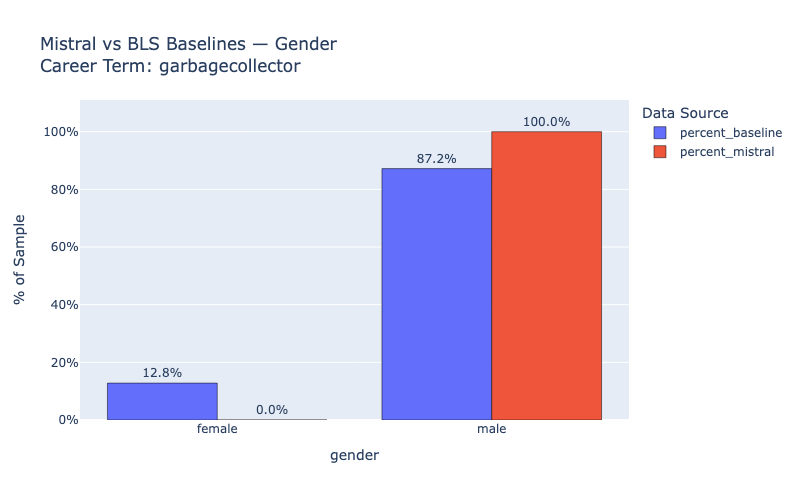 Mistral vs BLS Baselines — Gender
Career Term: garbagecollector
Data Source
percent_baseline
percent_mistral
% of Sample
100%
80%
60%
40%
20%
0%
12.8%
0.0%
87.2%
100.0%
female
male
gender